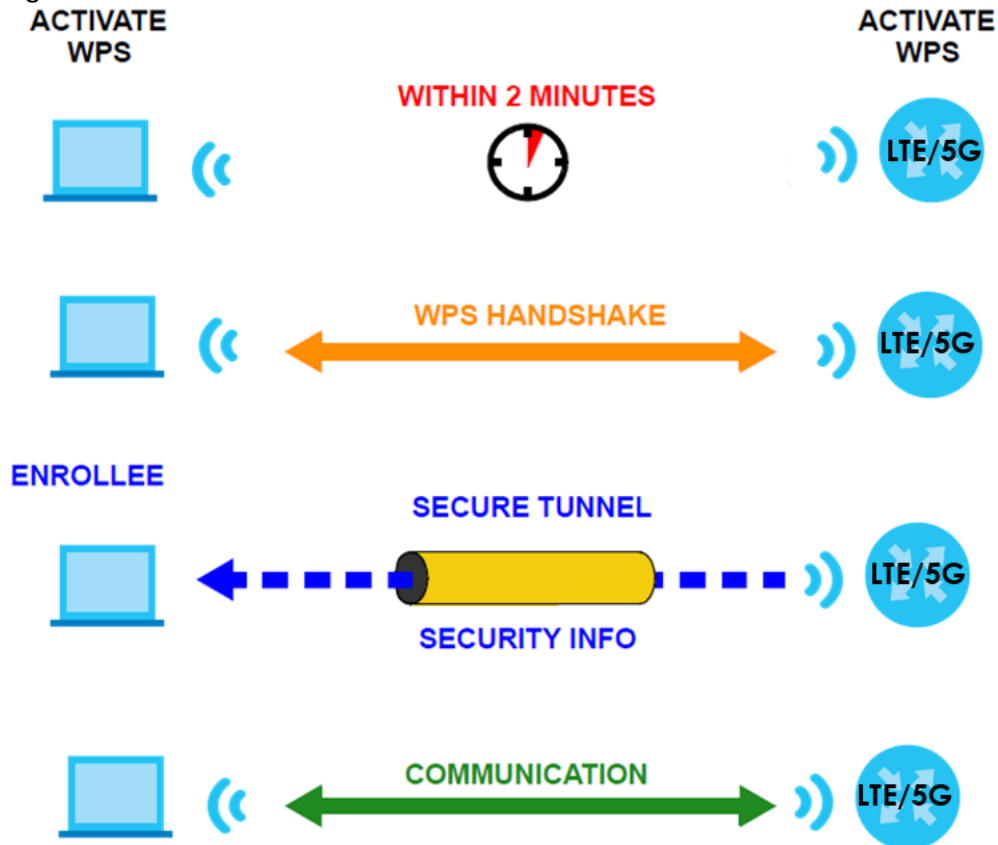 ACTIVATE
WPS
ACTIVATE
WPS
WITHIN 2 MINUTES
LTE/5G
WPS HANDSHAKE
LTE/5G
ENROLLEE
SECURE TUNNEL
LTE/5G
SECURITY INFO
COMMUNICATION
LTE/5G